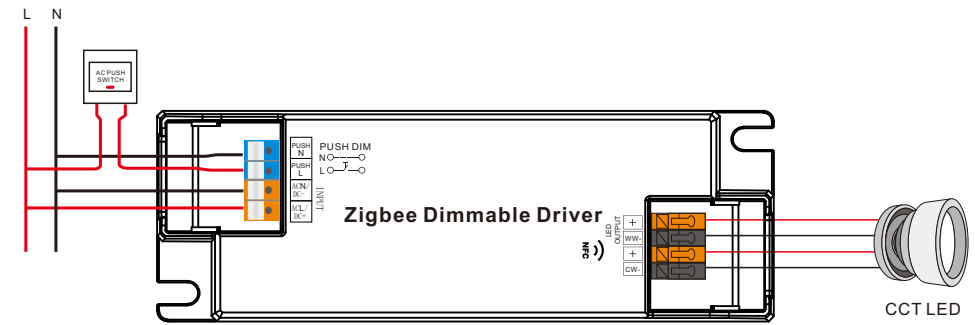 L N
AC PUSH
SWITCH
PUSH
N
PUSH
L
ACN/
DC-
ACL/
DC+
INPUT
PUSH DIM
N
L
Zigbee Dimmable Driver
NFC
LED
OUTPUT
+
WW-
+
CW-
CCT LED